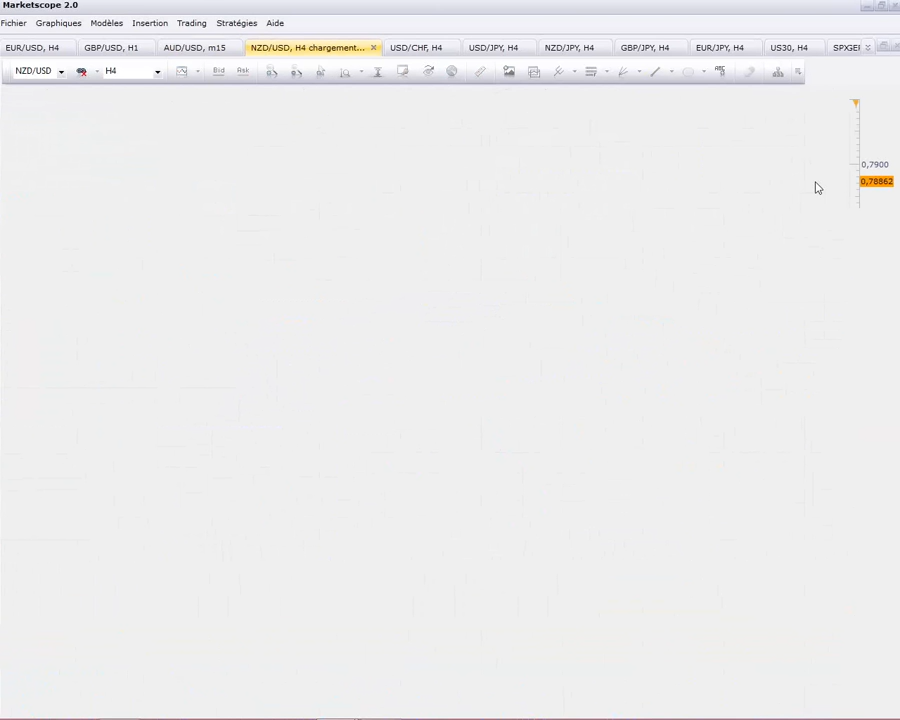 Marketscope 2.0
Fichier Graphiques Modèles Insertion Trading Stratégies Aide
EUR/USD, H4 GBP/USD, H1 AUD/USD, m15 NZD/USD, H4 chargement... USD/CHF, H4 USD/JPY, H4 NZD/JPY, H4 GBP/JPY, H4 EUR/JPY, H4 US30, H4 SPXGER
NZD/USD H4 Bid Ask ABC
0,7900
0,78862